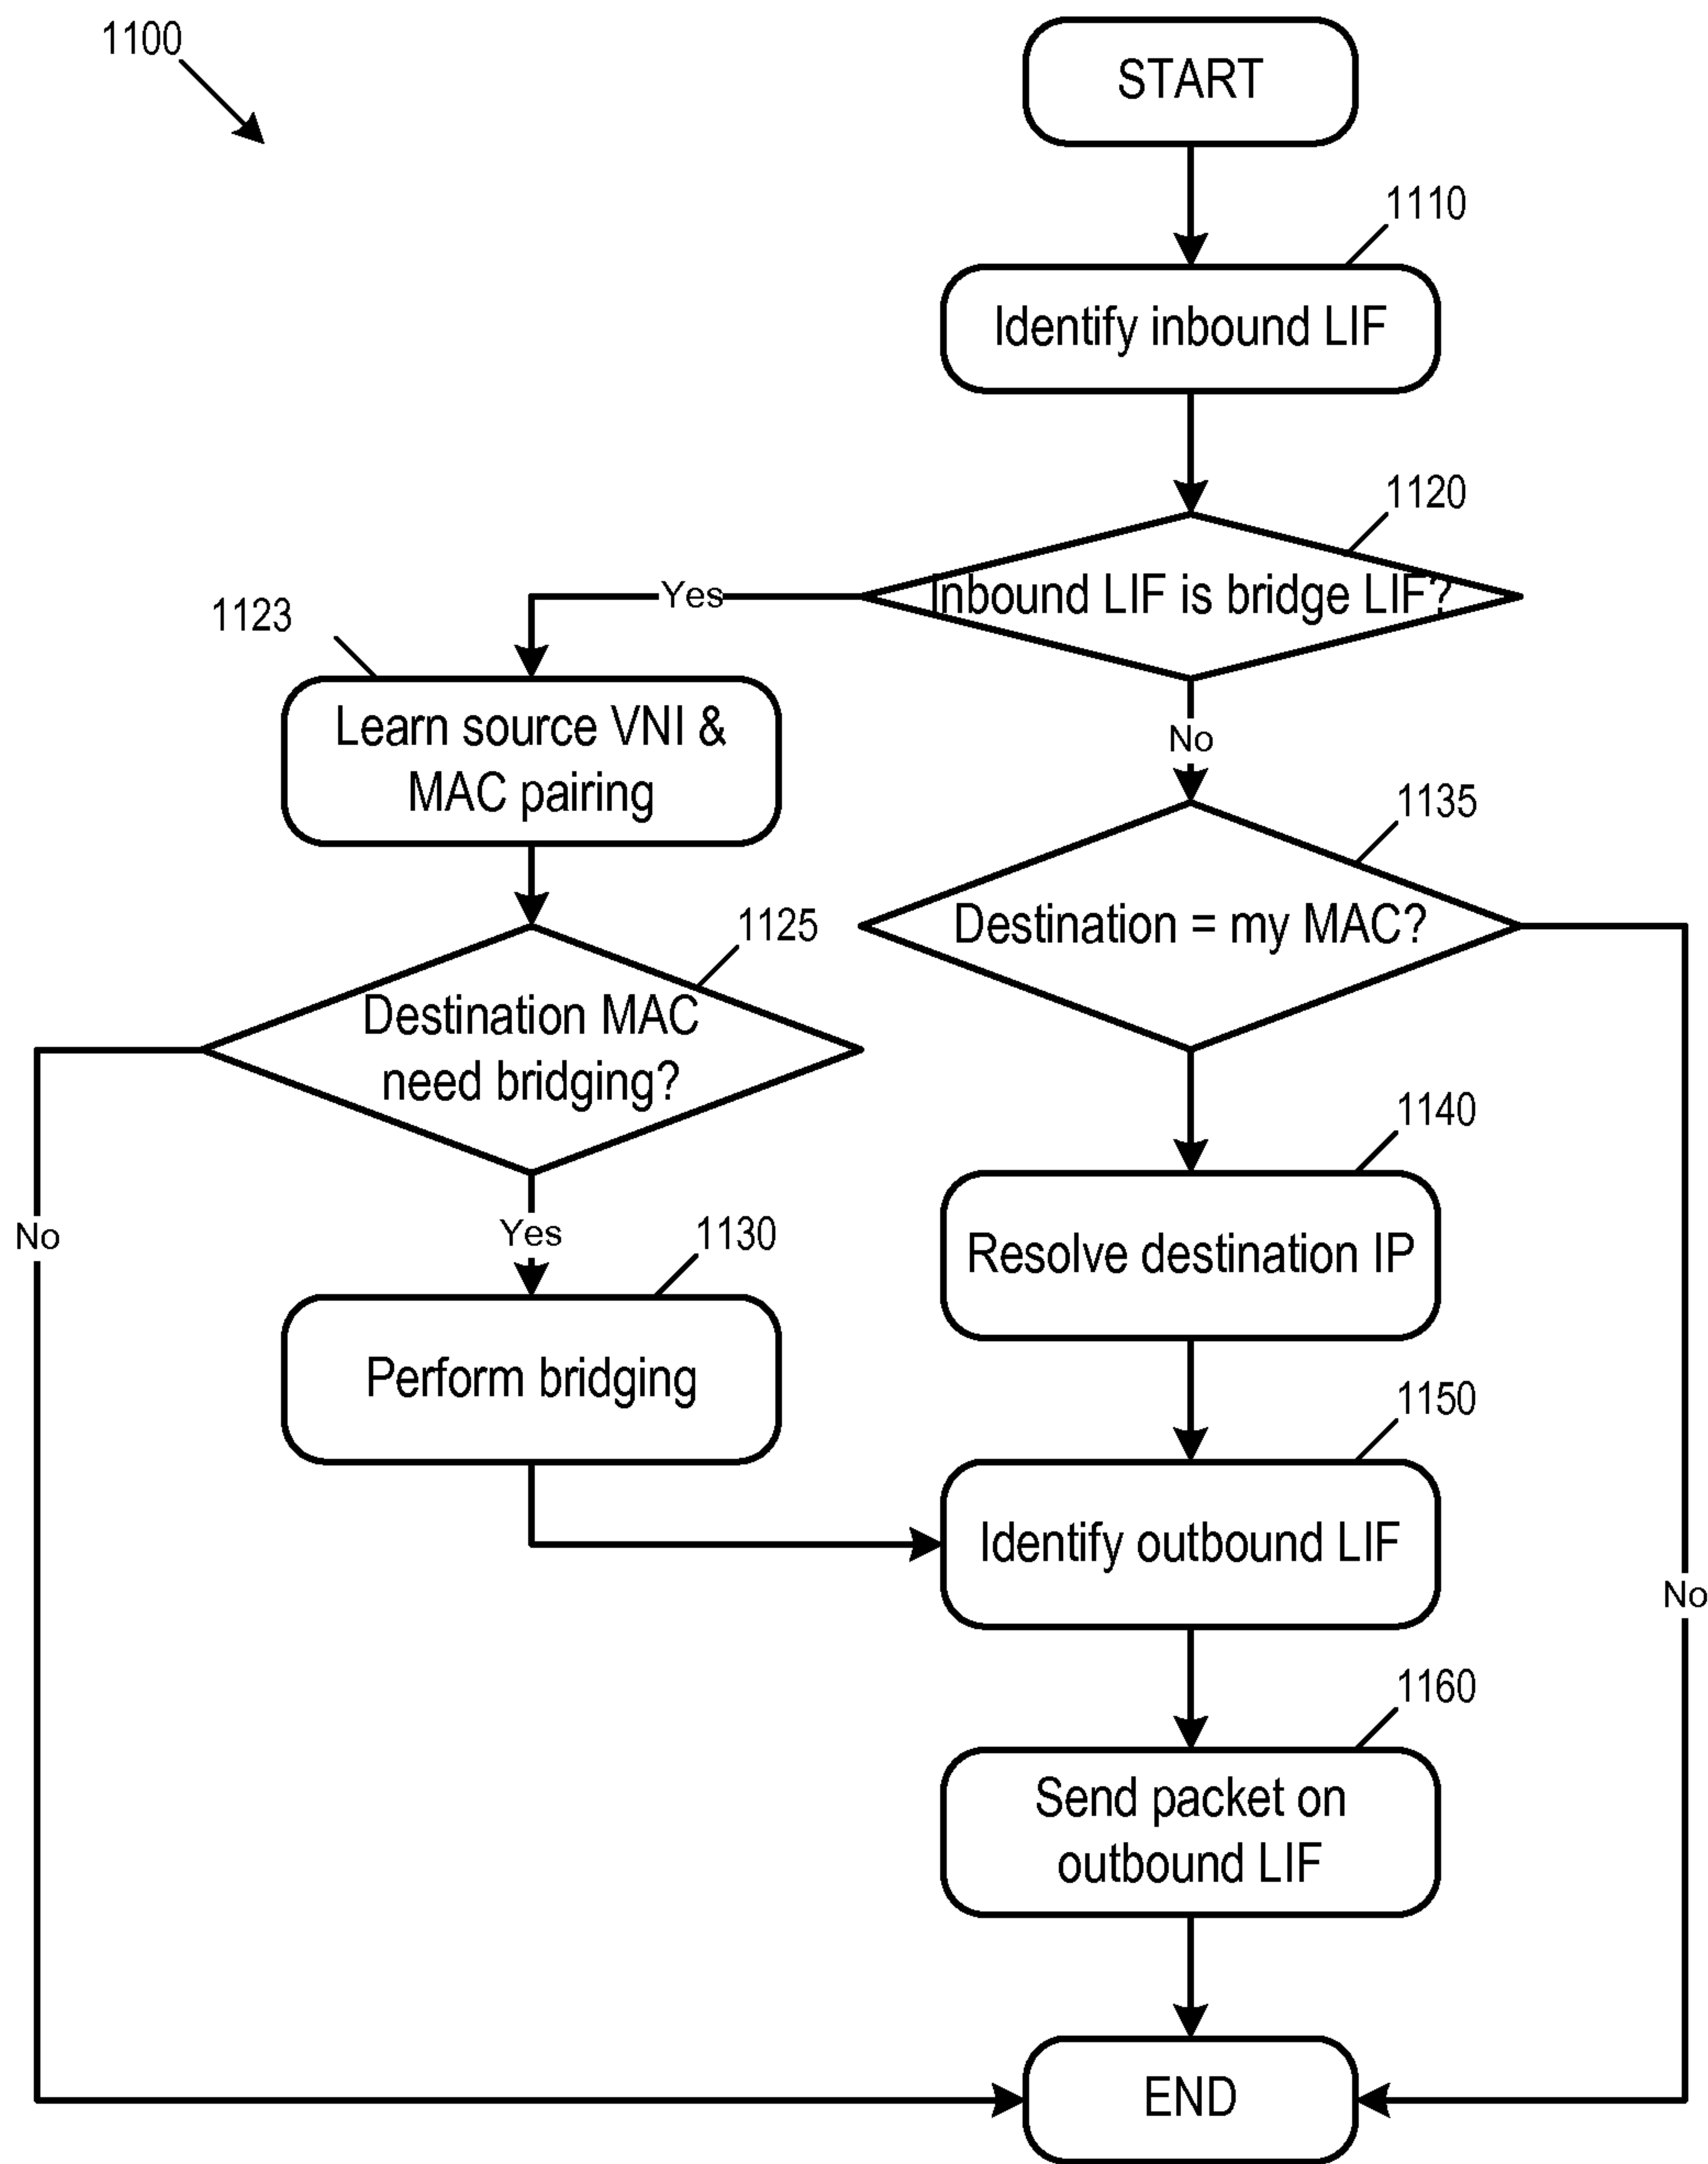 1100
START
1110
Identify inbound LIF
1120
Inbound LIF is bridge LIF?
Yes
1123
Learn source VNI &
MAC pairing
No
1135
Destination = my MAC?
1125
Destination MAC
need bridging?
1140
Resolve destination IP
No
Yes
1130
Perform bridging
1150
Identify outbound LIF
No
1160
Send packet on
outbound LIF
END